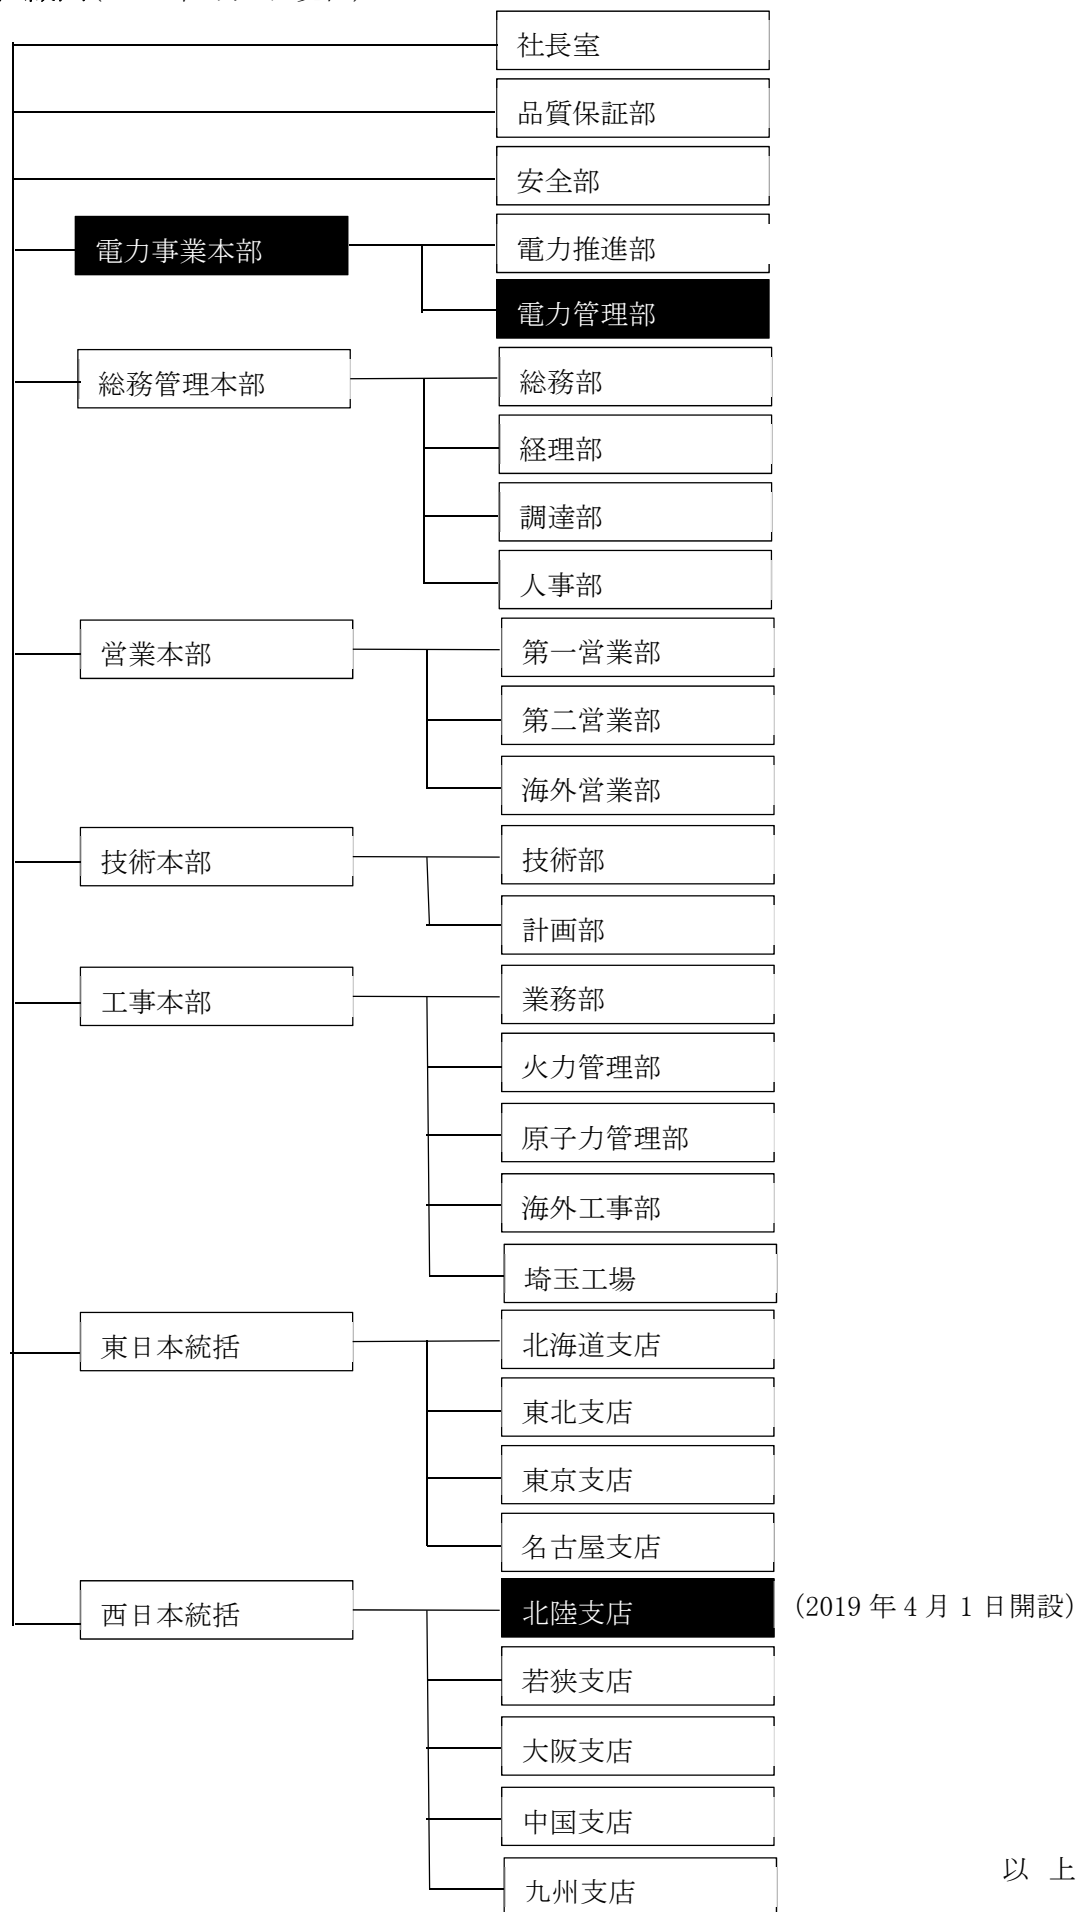 社長室
品質保証部
安全部
電力事業本部
電力推進部
電力管理部
総務管理本部
総務部
経理部
調達部
人事部
営業本部
第一営業部
第二営業部
海外営業部
技術本部
技術部
計画部
工事本部
業務部
火力管理部
原子力管理部
海外工事部
埼玉工場
東日本統括
北海道支店
東北支店
東京支店
名古屋支店
西日本統括
北陸支店
(2019年4月1日開設)
若狭支店
大阪支店
中国支店
以 上
九州支店